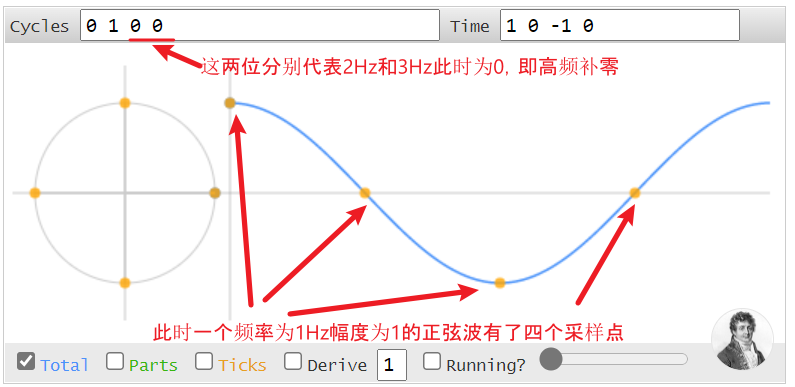 Cycles 0 1 0 0 Time 1 0 -1 0
这两位分别代表2Hz和3Hz此时为0，即高频补零
此时一个频率为1Hz幅度为1的正弦波有了四个采样点
Total Parts Ticks Derive 1 Running?